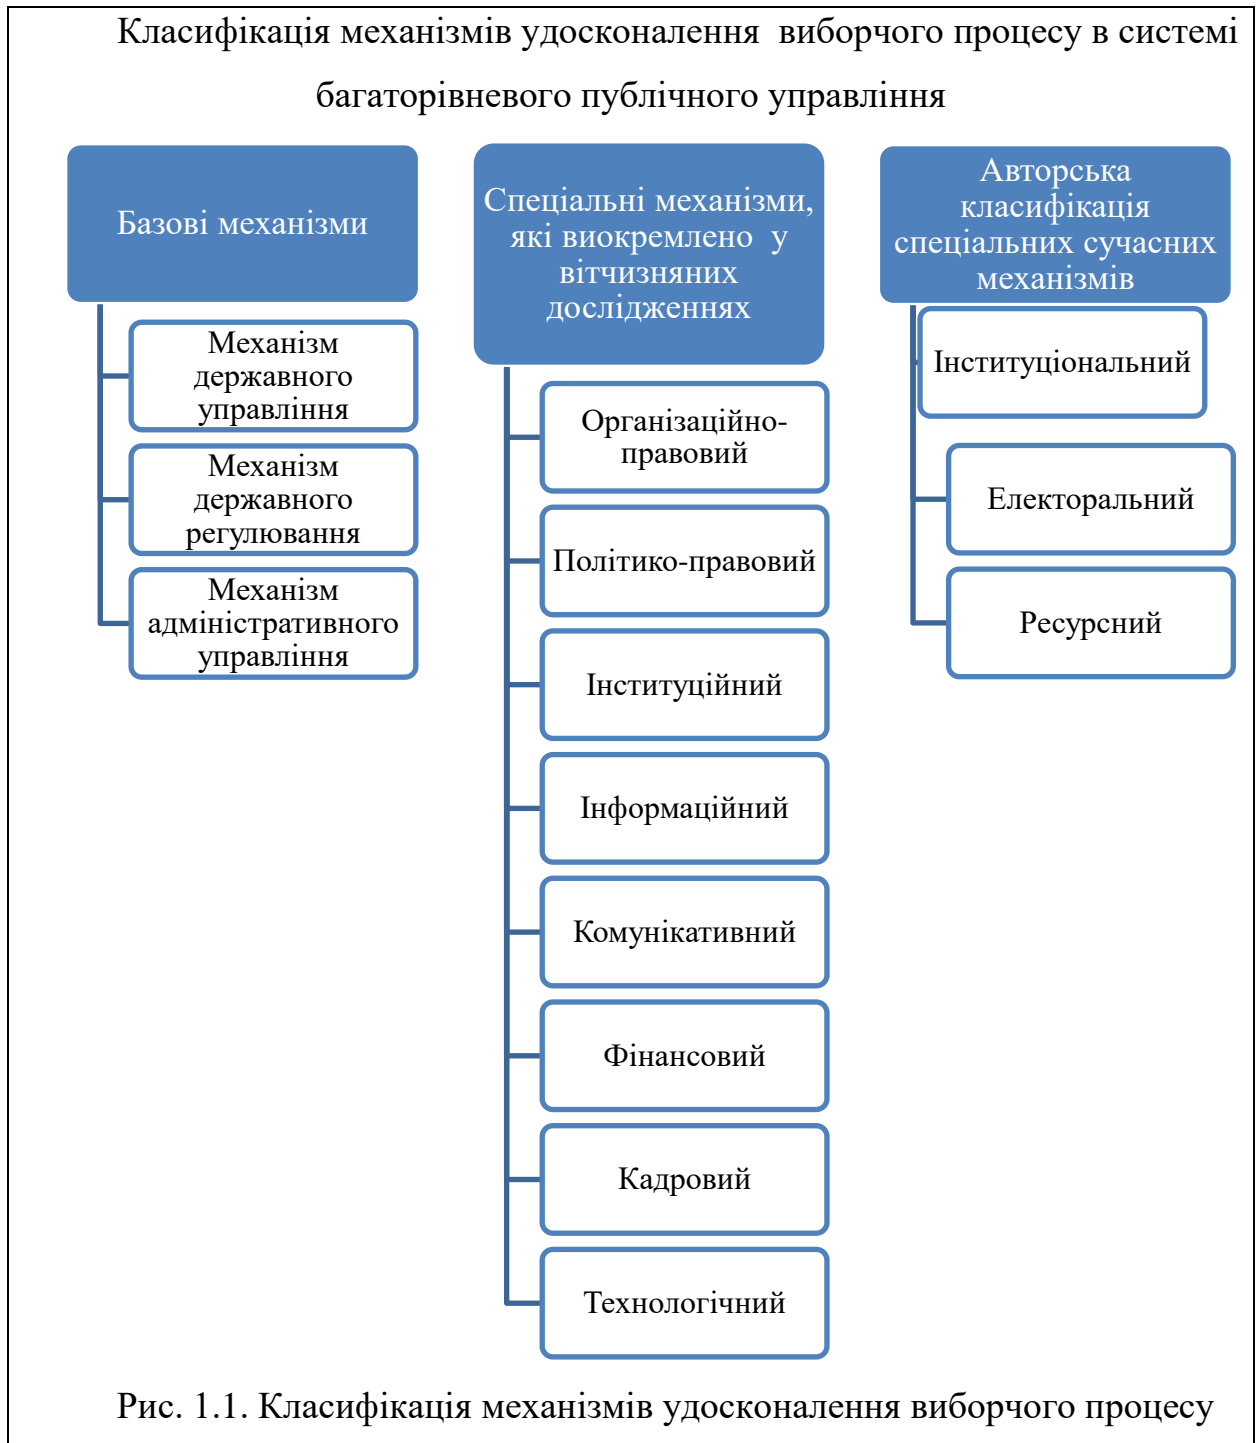 Класифікація механізмів удосконалення виборчого процесу в системі
багаторівневого публічного управління
Базові механізми
Механізм
державного
управління
Механізм
державного
регулювання
Механізм
адміністративного
управління
Спеціальні механізми,
які виокремлено у
вітчизняних
дослідженнях
Організаційно-
правовий
Політико-правовий
Інституційний
Інформаційний
Комунікативний
Фінансовий
Кадровий
Технологічний
Авторська
класифікація
спеціальних сучасних
механізмів
Інституціональний
Електоральний
Ресурсний
Рис. 1.1. Класифікація механізмів удосконалення виборчого процесу